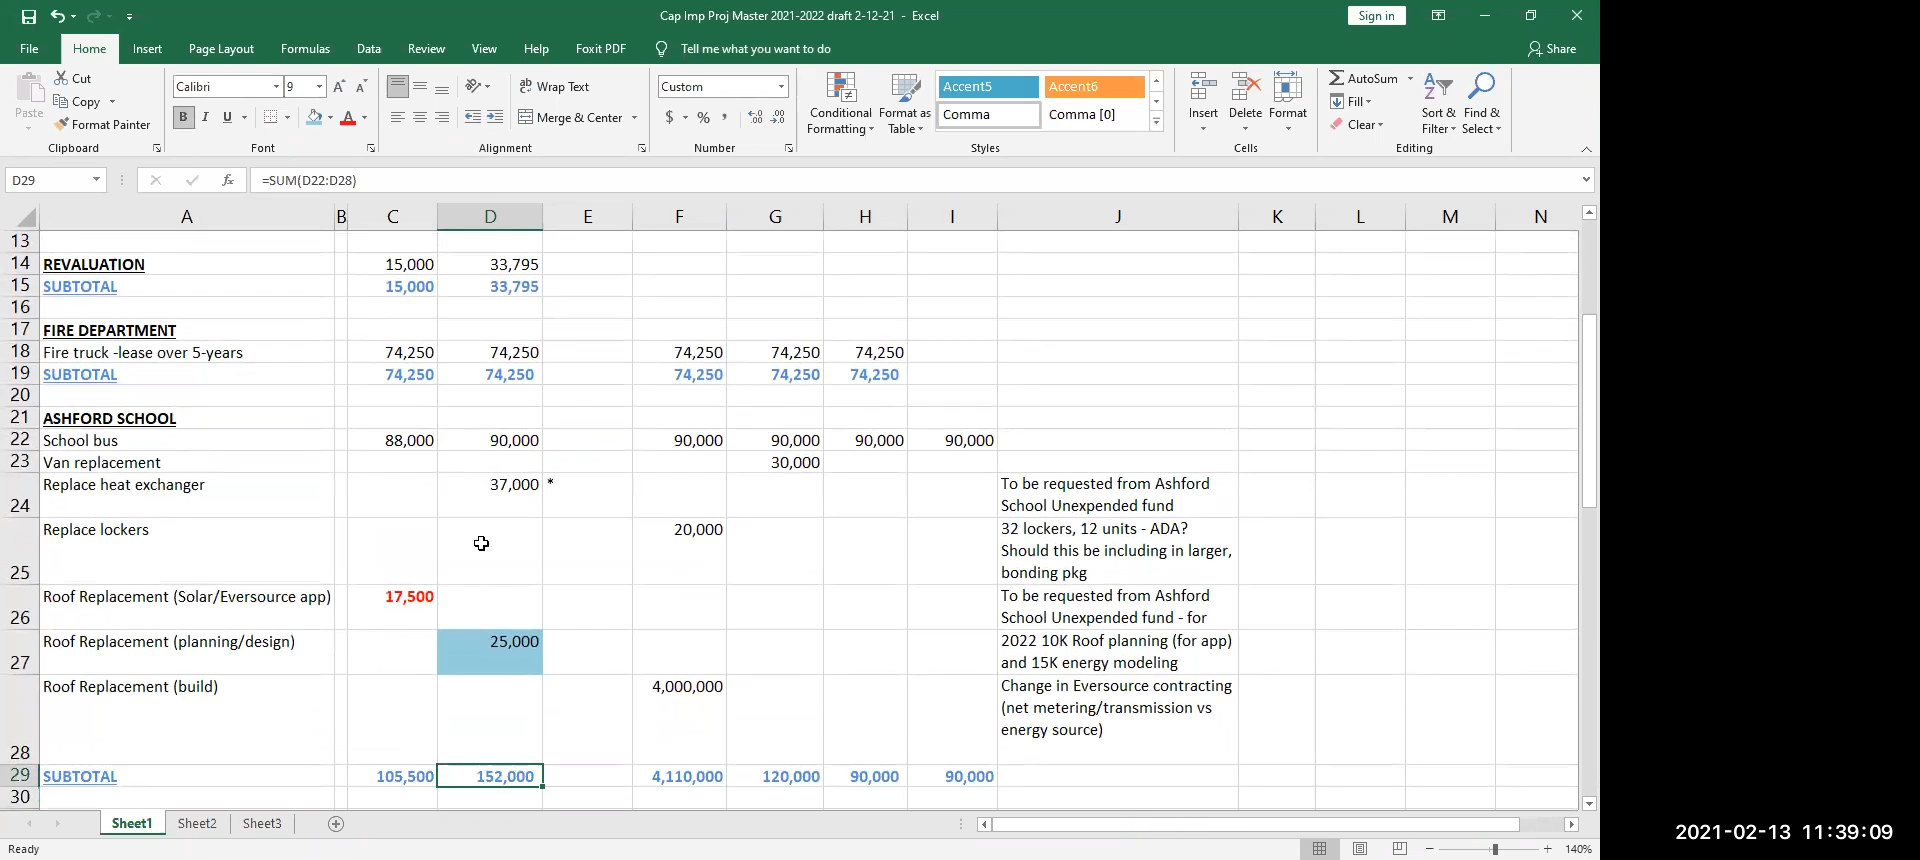 Cap Imp Proj Master 2021-2022 draft 2-12-21 - Excel
Sign in
File Home Insert Page Layout Formulas Data Review View Help Foxit PDF Tell me what you want to do Share
Paste
Cut
Copy
Format Painter
Clipboard
Calibri 9
B I U
Font
Wrap Text
Merge & Center
Alignment
Custom
$ % ,
Number
Conditional Formatting
Format as Table
Accent5 Accent6
Comma Comma [0]
Styles
Insert Delete Format
Cells
AutoSum
Fill
Clear
Sort & Filter
Find & Select
Editing
D29 fx =SUM(D22:D28)
A B C D E F G H I J K L M N
13
14 REVALUATION 15,000 33,795
15 SUBTOTAL 15,000 33,795
16
17 FIRE DEPARTMENT
18 Fire truck -lease over 5-years 74,250 74,250 74,250 74,250 74,250
19 SUBTOTAL 74,250 74,250 74,250 74,250 74,250
20
21 ASHFORD SCHOOL
22 School bus 88,000 90,000 90,000 90,000 90,000 90,000
23 Van replacement 30,000
24 Replace heat exchanger 37,000 * To be requested from Ashford
School Unexpended fund
25 Replace lockers 20,000 32 lockers, 12 units - ADA?
Should this be including in larger,
bonding pkg
26 Roof Replacement (Solar/Eversource app) 17,500 To be requested from Ashford
School Unexpended fund - for
27 Roof Replacement (planning/design) 25,000 2022 10K Roof planning (for app)
and 15K energy modeling
28 Roof Replacement (build) 4,000,000 Change in Eversource contracting
(net metering/transmission vs
energy source)
29 SUBTOTAL 105,500 152,000 4,110,000 120,000 90,000 90,000
30
Sheet1 Sheet2 Sheet3
Ready 140%
2021-02-13 11:39:09